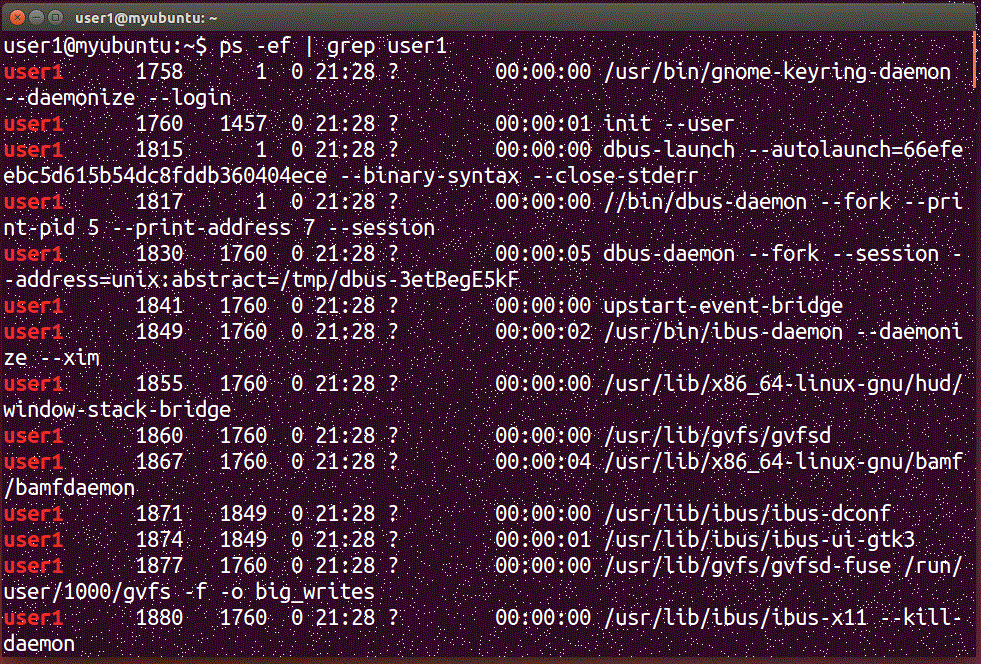 user1@myubuntu: ~
user1@myubuntu:~$ ps -ef | grep user1
user1      1758      1  0 21:28 ?        00:00:00 /usr/bin/gnome-keyring-daemon
--daemonize --login
user1      1760   1457  0 21:28 ?        00:00:01 init --user
user1      1815      1  0 21:28 ?        00:00:00 dbus-launch --autolaunch=66efe
ebc5d615b54dc8fddb360404ece --binary-syntax --close-stderr
user1      1817      1  0 21:28 ?        00:00:00 //bin/dbus-daemon --fork --pri
nt-pid 5 --print-address 7 --session
user1      1830   1760  0 21:28 ?        00:00:05 dbus-daemon --fork --session -
-address=unix:abstract=/tmp/dbus-3etBegE5kF
user1      1841   1760  0 21:28 ?        00:00:00 upstart-event-bridge
user1      1849   1760  0 21:28 ?        00:00:02 /usr/bin/ibus-daemon --daemoni
ze --xim
user1      1855   1760  0 21:28 ?        00:00:00 /usr/lib/x86_64-linux-gnu/hud/
window-stack-bridge
user1      1860   1760  0 21:28 ?        00:00:00 /usr/lib/gvfs/gvfsd
user1      1867   1760  0 21:28 ?        00:00:04 /usr/lib/x86_64-linux-gnu/bamf
/bamfdaemon
user1      1871   1849  0 21:28 ?        00:00:00 /usr/lib/ibus/ibus-dconf
user1      1874   1849  0 21:28 ?        00:00:01 /usr/lib/ibus/ibus-ui-gtk3
user1      1877   1760  0 21:28 ?        00:00:00 /usr/lib/gvfs/gvfsd-fuse /run/
user/1000/gvfs -f -o big_writes
user1      1880   1760  0 21:28 ?        00:00:00 /usr/lib/ibus/ibus-x11 --kill-
daemon